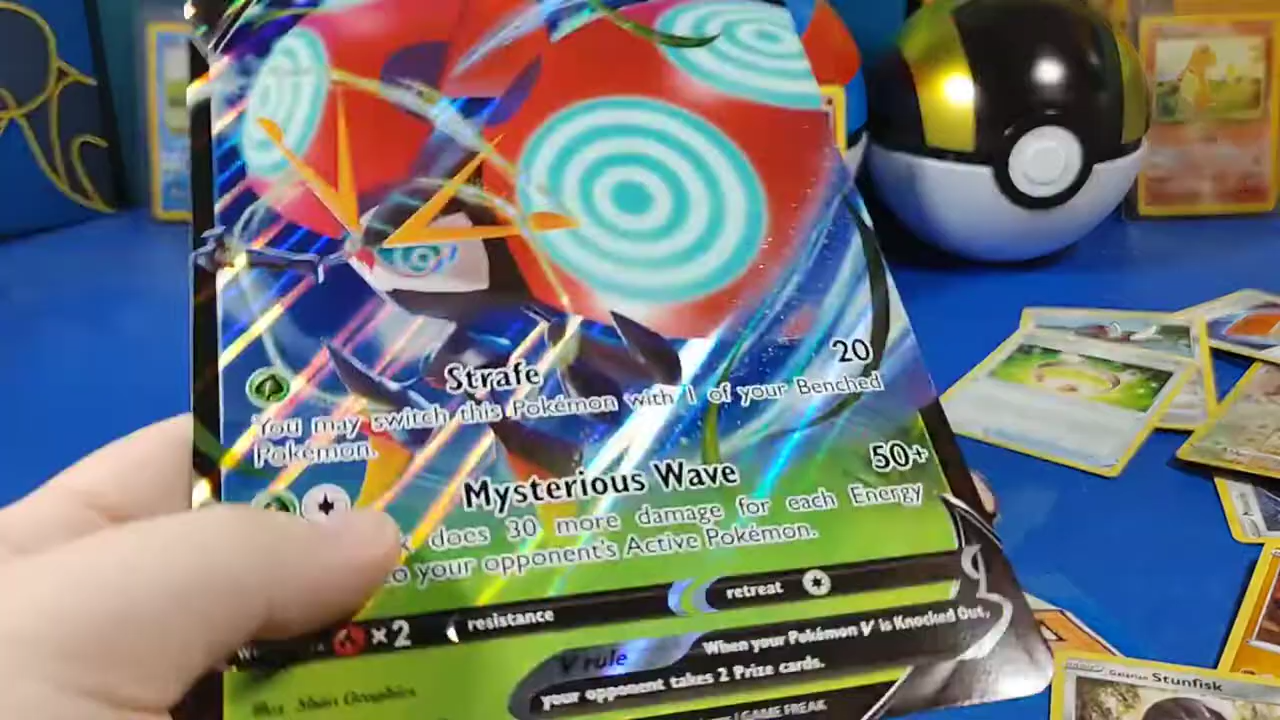 Strafe 20
You may switch this Pokémon with 1 of your Benched
Pokémon.
Mysterious Wave 50+
does 30 more damage for each Energy
to your opponent's Active Pokémon.
×2 resistance retreat
V rule When your Pokémon V is Knocked Out,
your opponent takes 2 Prize cards.
Illus.
GAME FREAK
Galarian Stunfisk